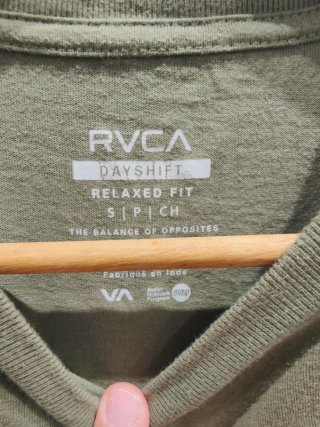 RVCA
DAYSHIFT
RELAXED FIT
S | P | CH
THE BALANCE OF OPPOSITES
Fabriqué en Inde
VA